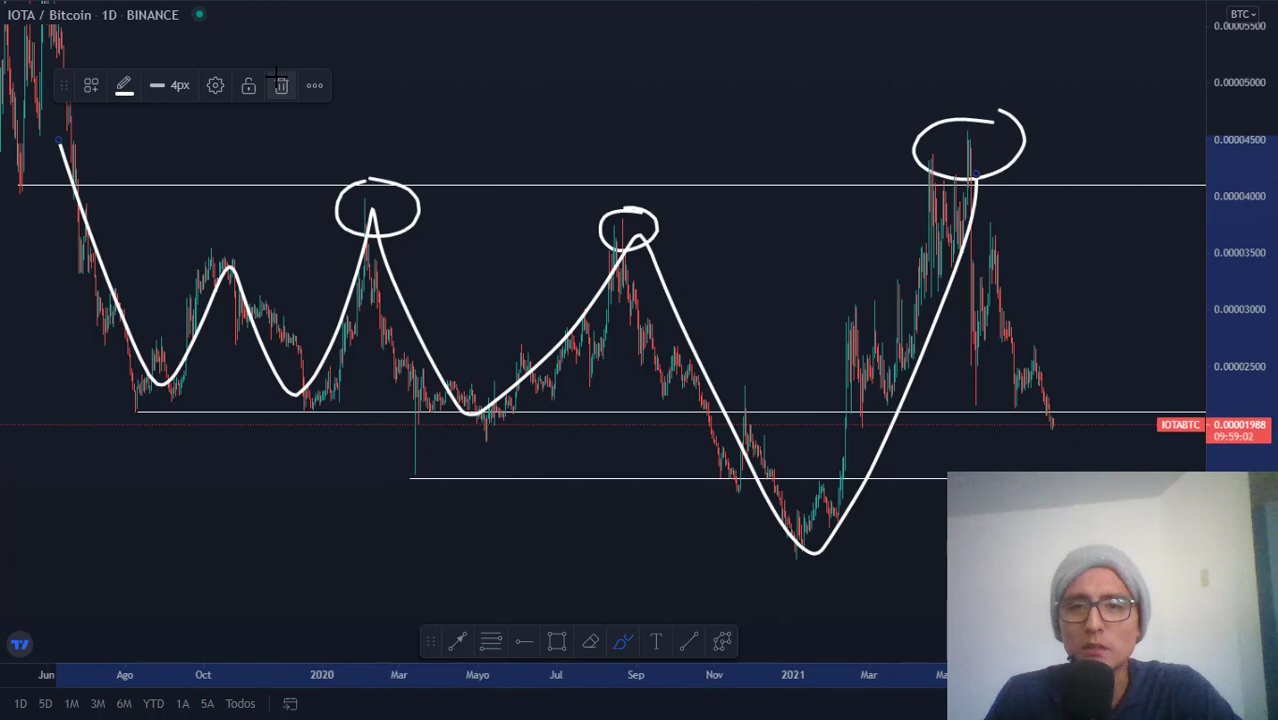 IOTA / Bitcoin · 1D · BINANCE
BTC
0.00005500
4px
0.00005000
0.00004500
0.00004000
0.00003500
0.00003000
0.00002500
IOTABTC 0.00001988
09:59:02
T
Jun Ago Oct 2020 Mar Mayo Jul Sep Nov 2021 Mar
1D 5D 1M 3M 6M YTD 1A 5A Todos